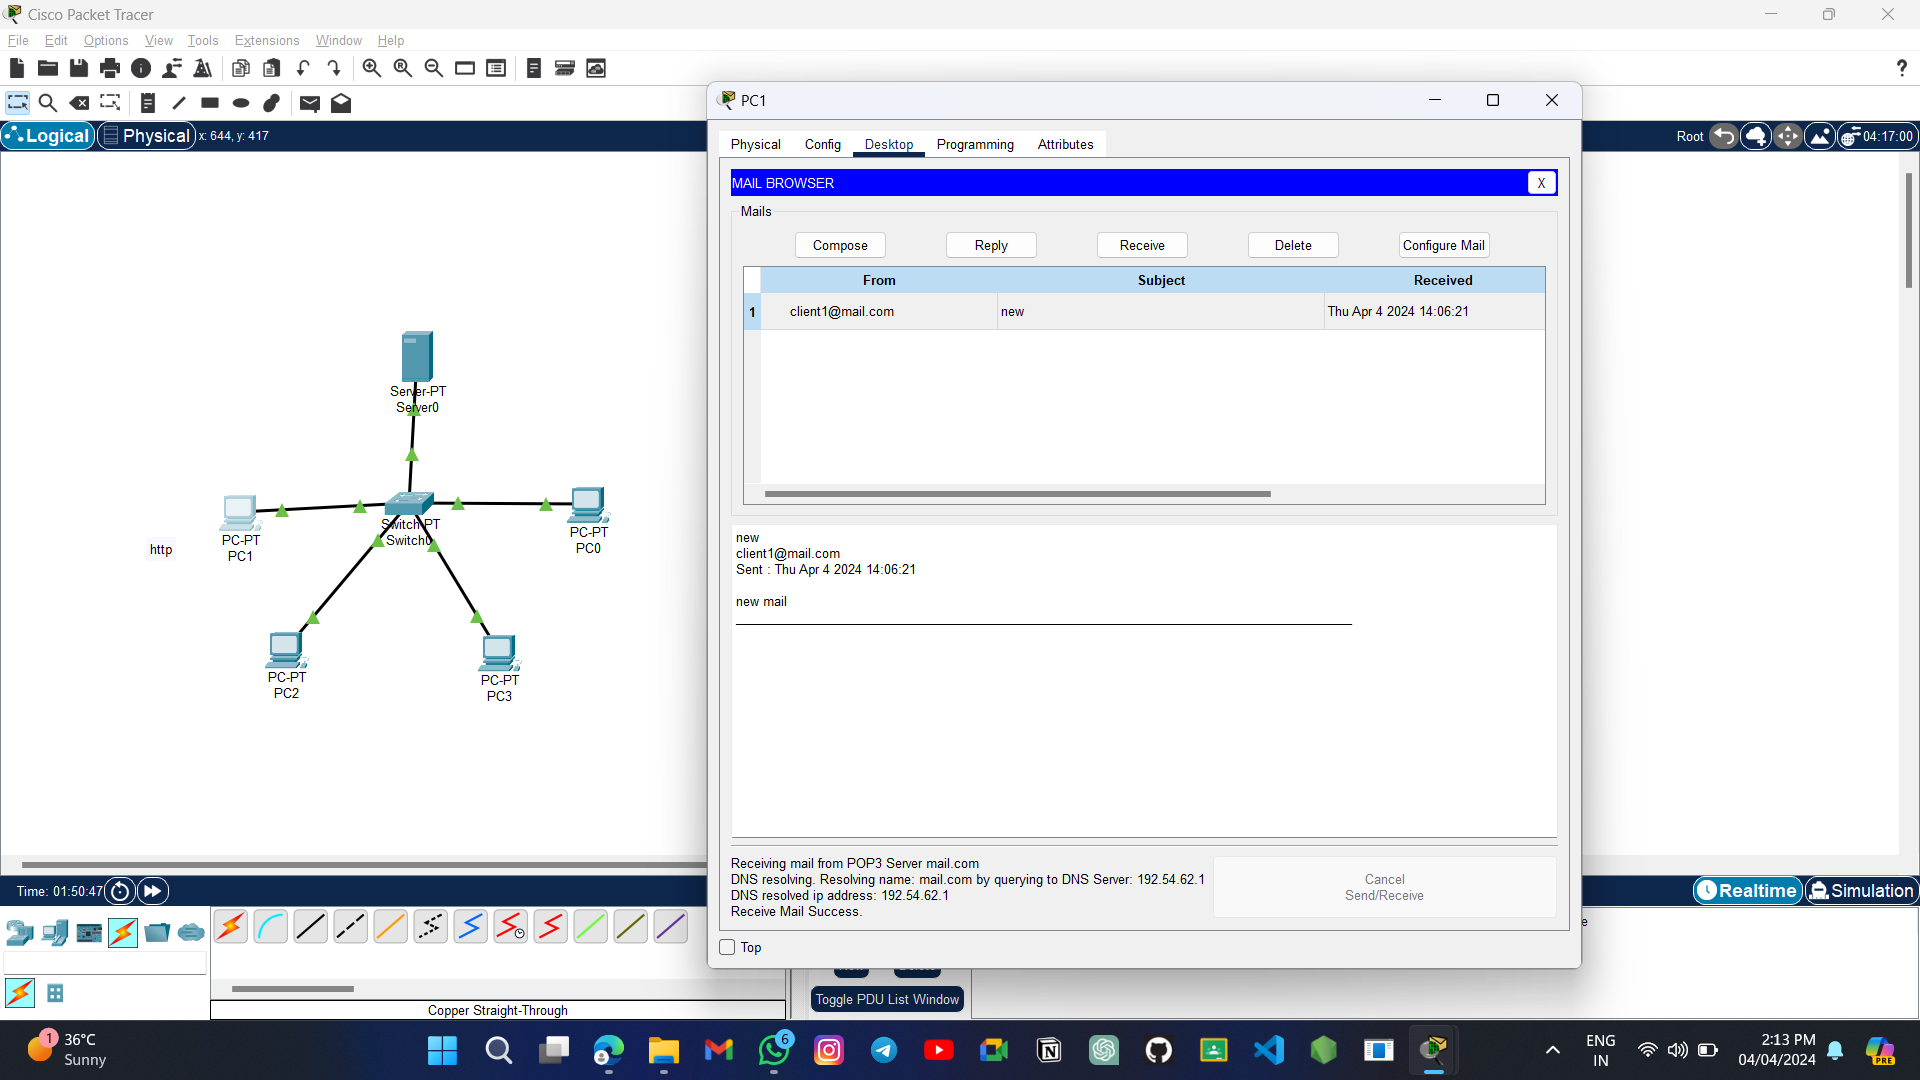 Cisco Packet Tracer
File Edit Options View Tools Extensions Window Help
?
Logical Physical x: 644, y: 417
Root 04:17:00
Server-PT
Server0
Switch-PT
Switch0
PC-PT
PC1
PC-PT
PC0
http
PC-PT
PC2
PC-PT
PC3
PC1
Physical Config Desktop Programming Attributes
MAIL BROWSER X
Mails
Compose Reply Receive Delete Configure Mail
From Subject Received
1 client1@mail.com new Thu Apr 4 2024 14:06:21
new
client1@mail.com
Sent : Thu Apr 4 2024 14:06:21
new mail
Receiving mail from POP3 Server mail.com
DNS resolving. Resolving name: mail.com by querying to DNS Server: 192.54.62.1
DNS resolved ip address: 192.54.62.1
Receive Mail Success.
Cancel
Send/Receive
Top
Time: 01:50:47
Realtime Simulation
Toggle PDU List Window
Copper Straight-Through
1
36°C
Sunny
6
ENG
IN
2:13 PM
04/04/2024
PRE